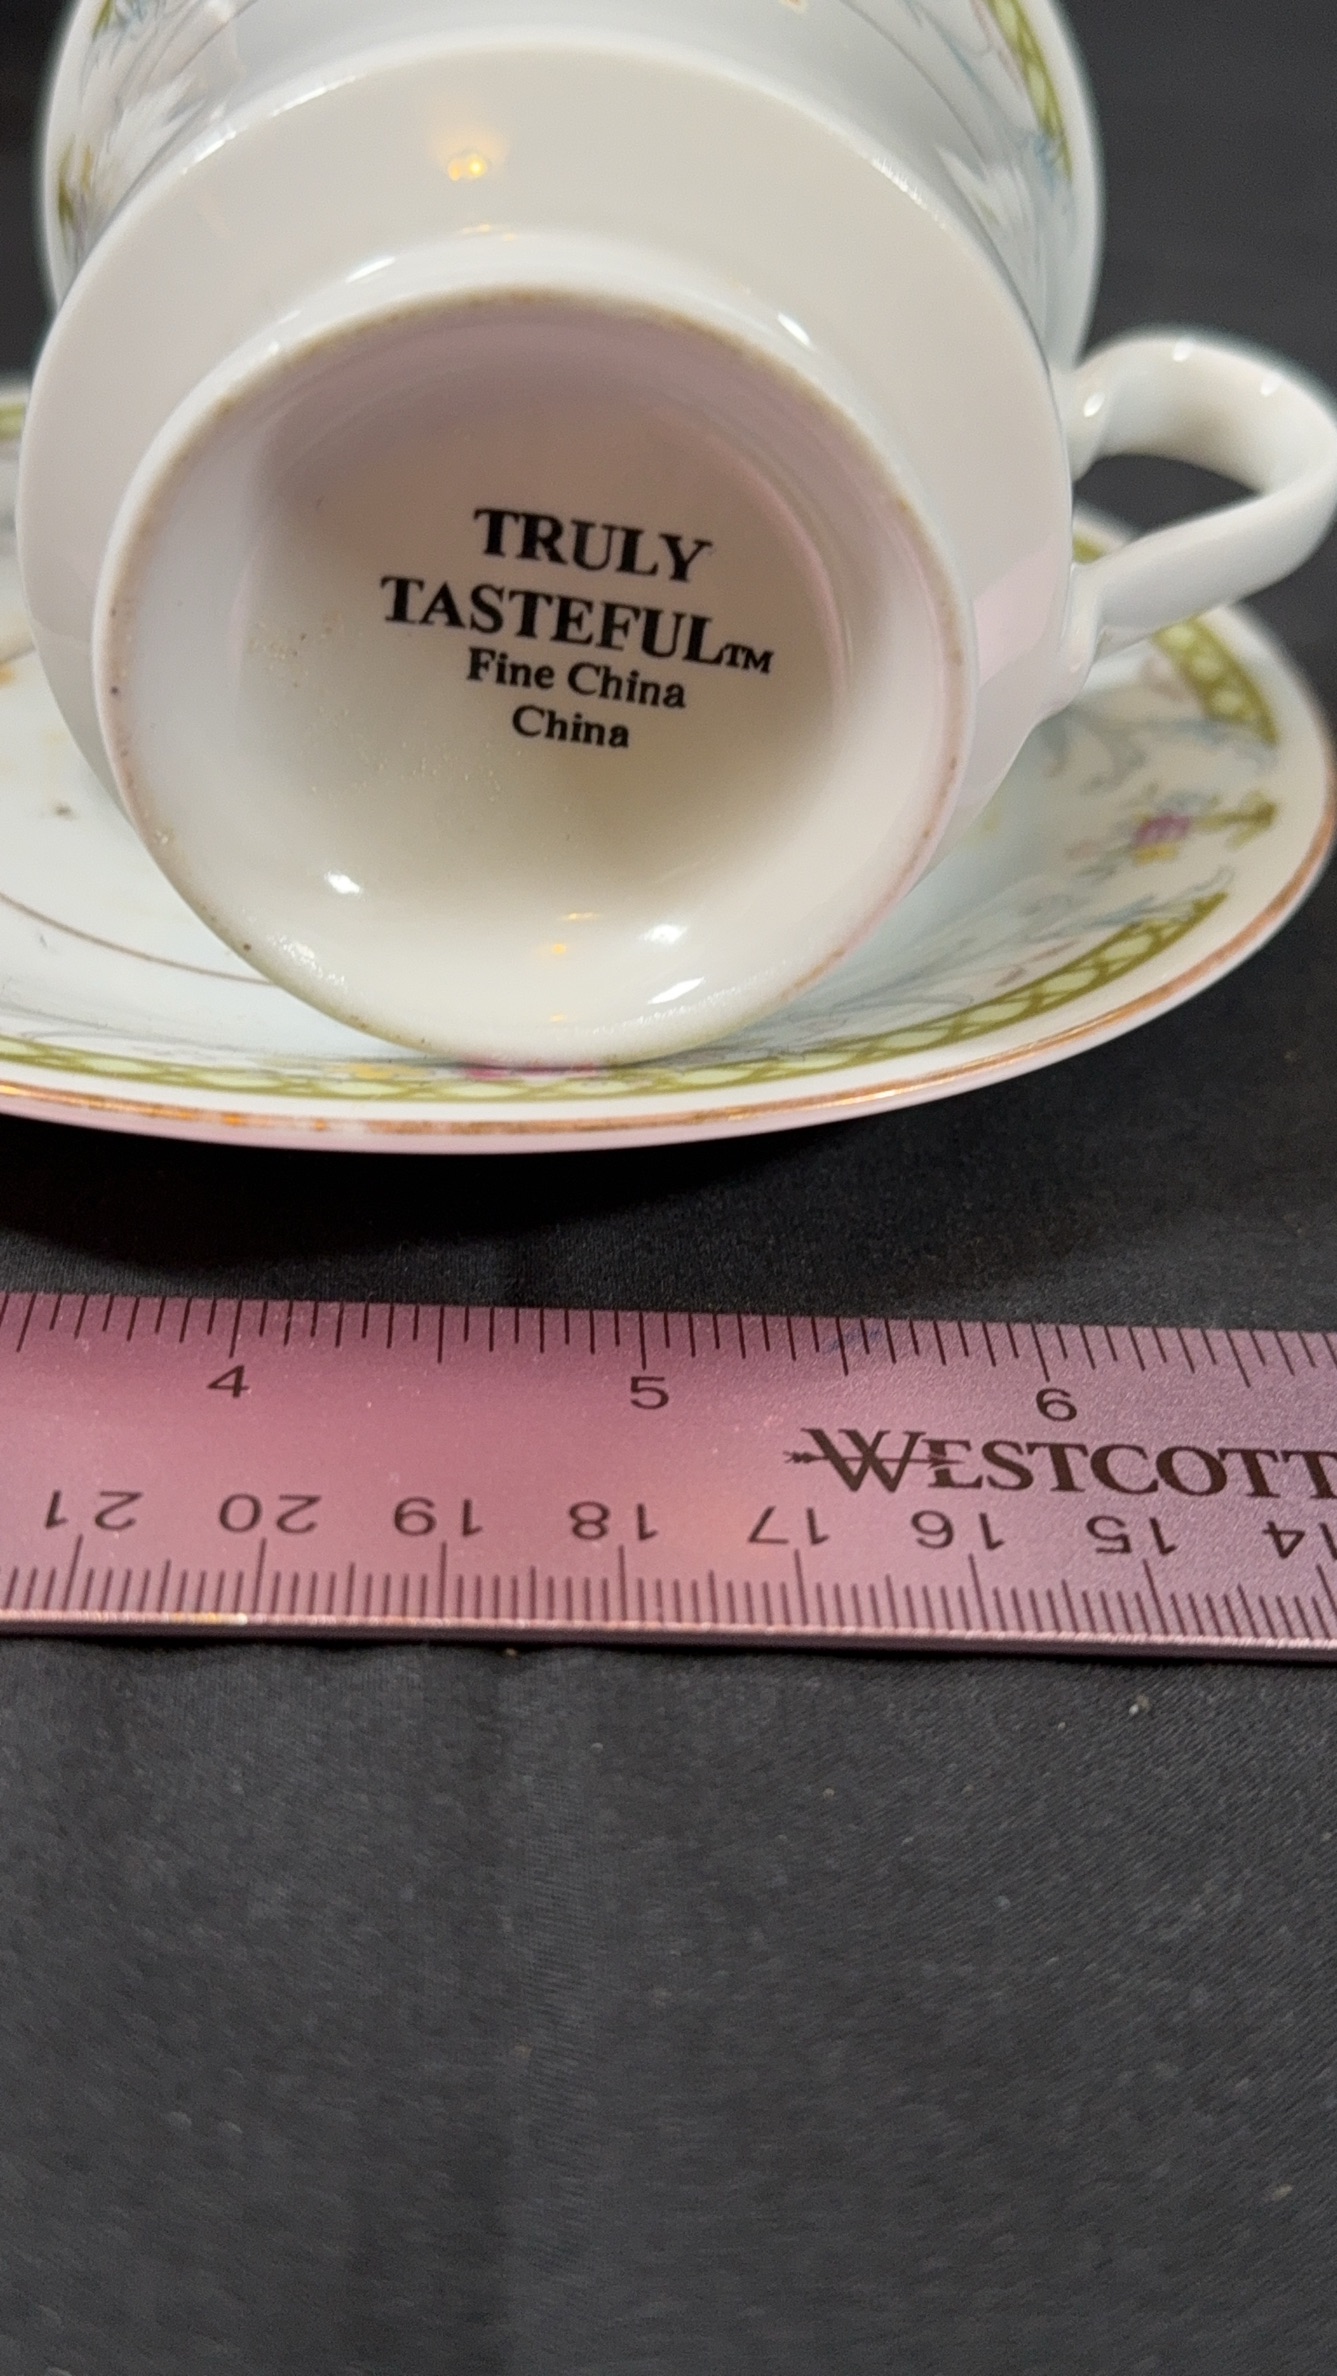 TRULY
TASTEFUL™
Fine China
China
4 5 6
WESTCOTT
21 20 19 18 17 16 15 14